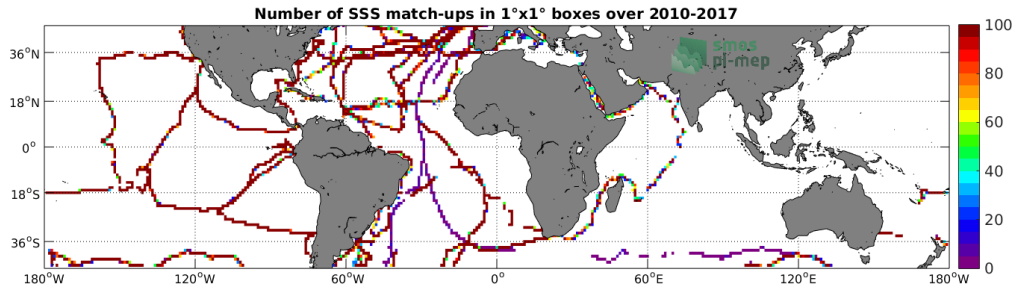 Number of SSS match-ups in 1°x1° boxes over 2010-2017
smos
pi-mep
36°N
18°N
0°
18°S
36°S
180°W 120°W 60°W 0° 60°E 120°E 180°W
100
80
60
40
20
0